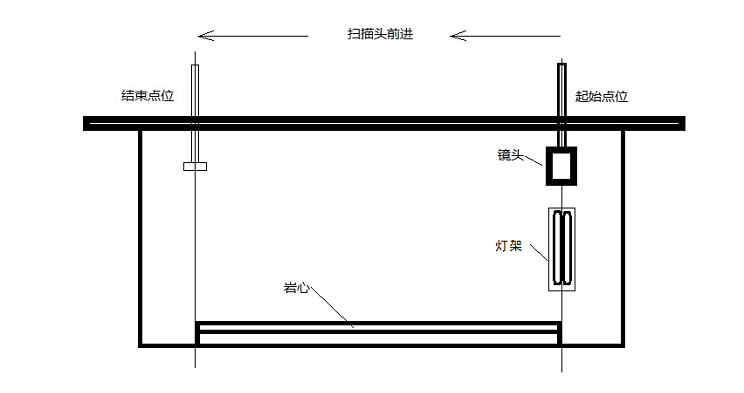 扫描头前进
结束点位
起始点位
镜头
灯架
岩心